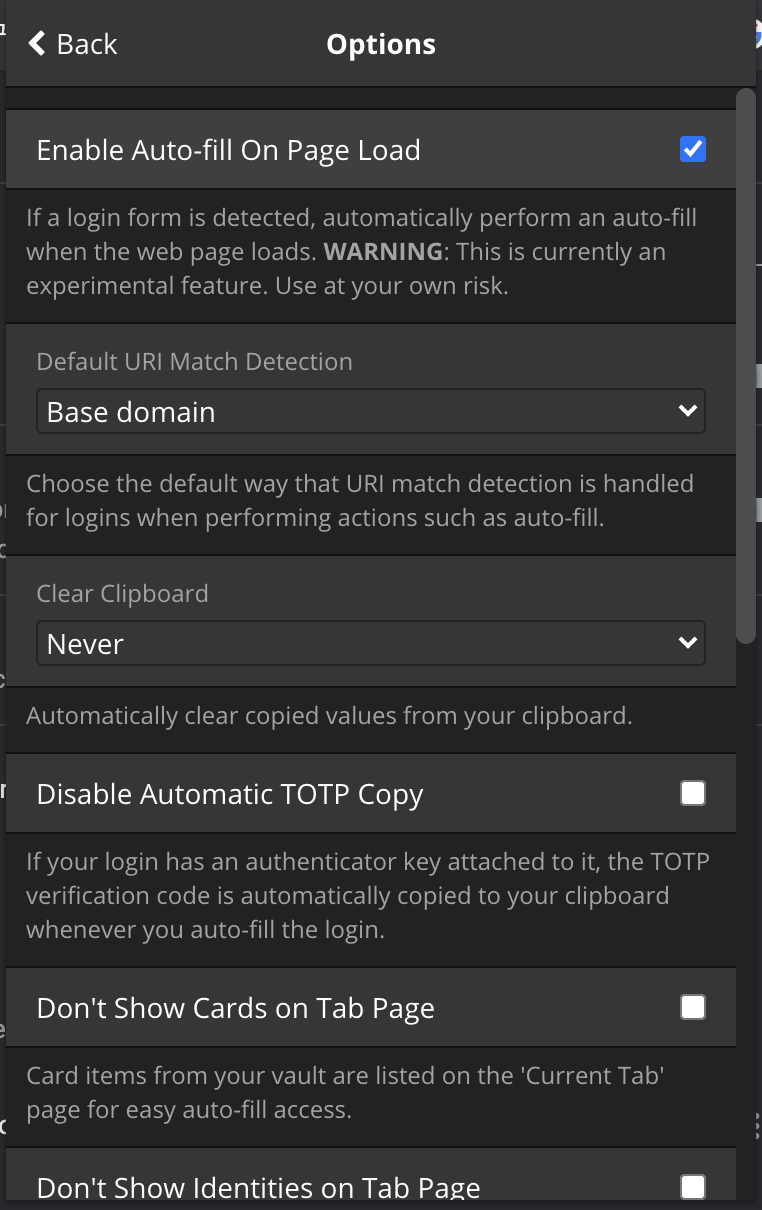 Back
Options
Enable Auto-fill On Page Load
If a login form is detected, automatically perform an auto-fill
when the web page loads. WARNING: This is currently an
experimental feature. Use at your own risk.
Default URI Match Detection
Base domain
Choose the default way that URI match detection is handled
for logins when performing actions such as auto-fill.
Clear Clipboard
Never
Automatically clear copied values from your clipboard.
Disable Automatic TOTP Copy
If your login has an authenticator key attached to it, the TOTP
verification code is automatically copied to your clipboard
whenever you auto-fill the login.
Don't Show Cards on Tab Page
Card items from your vault are listed on the 'Current Tab'
page for easy auto-fill access.
Don't Show Identities on Tab Page